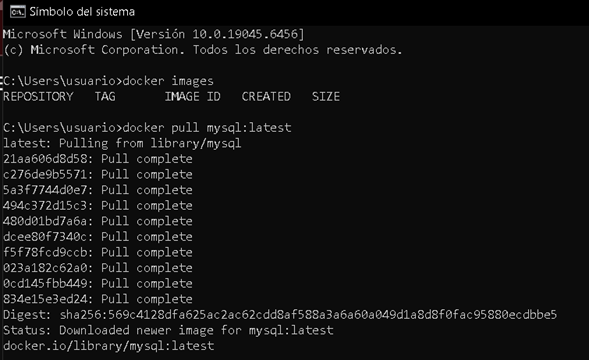 Símbolo del sistema
Microsoft Windows [Versión 10.0.19045.6456]
(c) Microsoft Corporation. Todos los derechos reservados.
C:\Users\usuario>docker images
REPOSITORY   TAG       IMAGE ID   CREATED   SIZE
C:\Users\usuario>docker pull mysql:latest
latest: Pulling from library/mysql
21aa606d8d58: Pull complete
c276de9b5571: Pull complete
5a3f7744d0e7: Pull complete
494c372d15c3: Pull complete
480d01bd7a6a: Pull complete
dcee80f7340c: Pull complete
f5f78fcd9ccb: Pull complete
023a182c62a0: Pull complete
0cd145fbb449: Pull complete
834e15e3ed24: Pull complete
Digest: sha256:569c4128dfa625ac2ac62cdd8af588a3a6a60a049d1a8d8f0fac95880ecdbbe5
Status: Downloaded newer image for mysql:latest
docker.io/library/mysql:latest